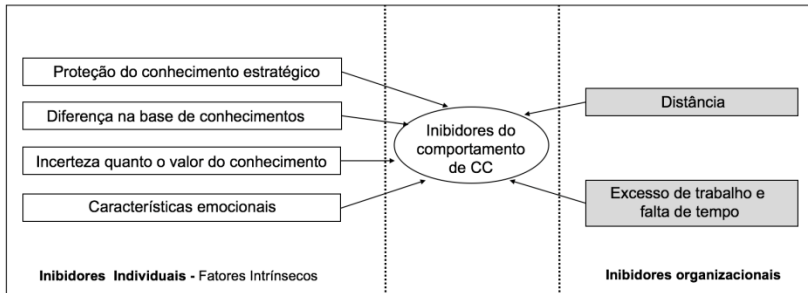 Proteção do conhecimento estratégico
Diferença na base de conhecimentos
Incerteza quanto o valor do conhecimento
Características emocionais
Inibidores do
comportamento
de CC
Distância
Excesso de trabalho e
falta de tempo
Inibidores Individuais - Fatores Intrínsecos
Inibidores organizacionais